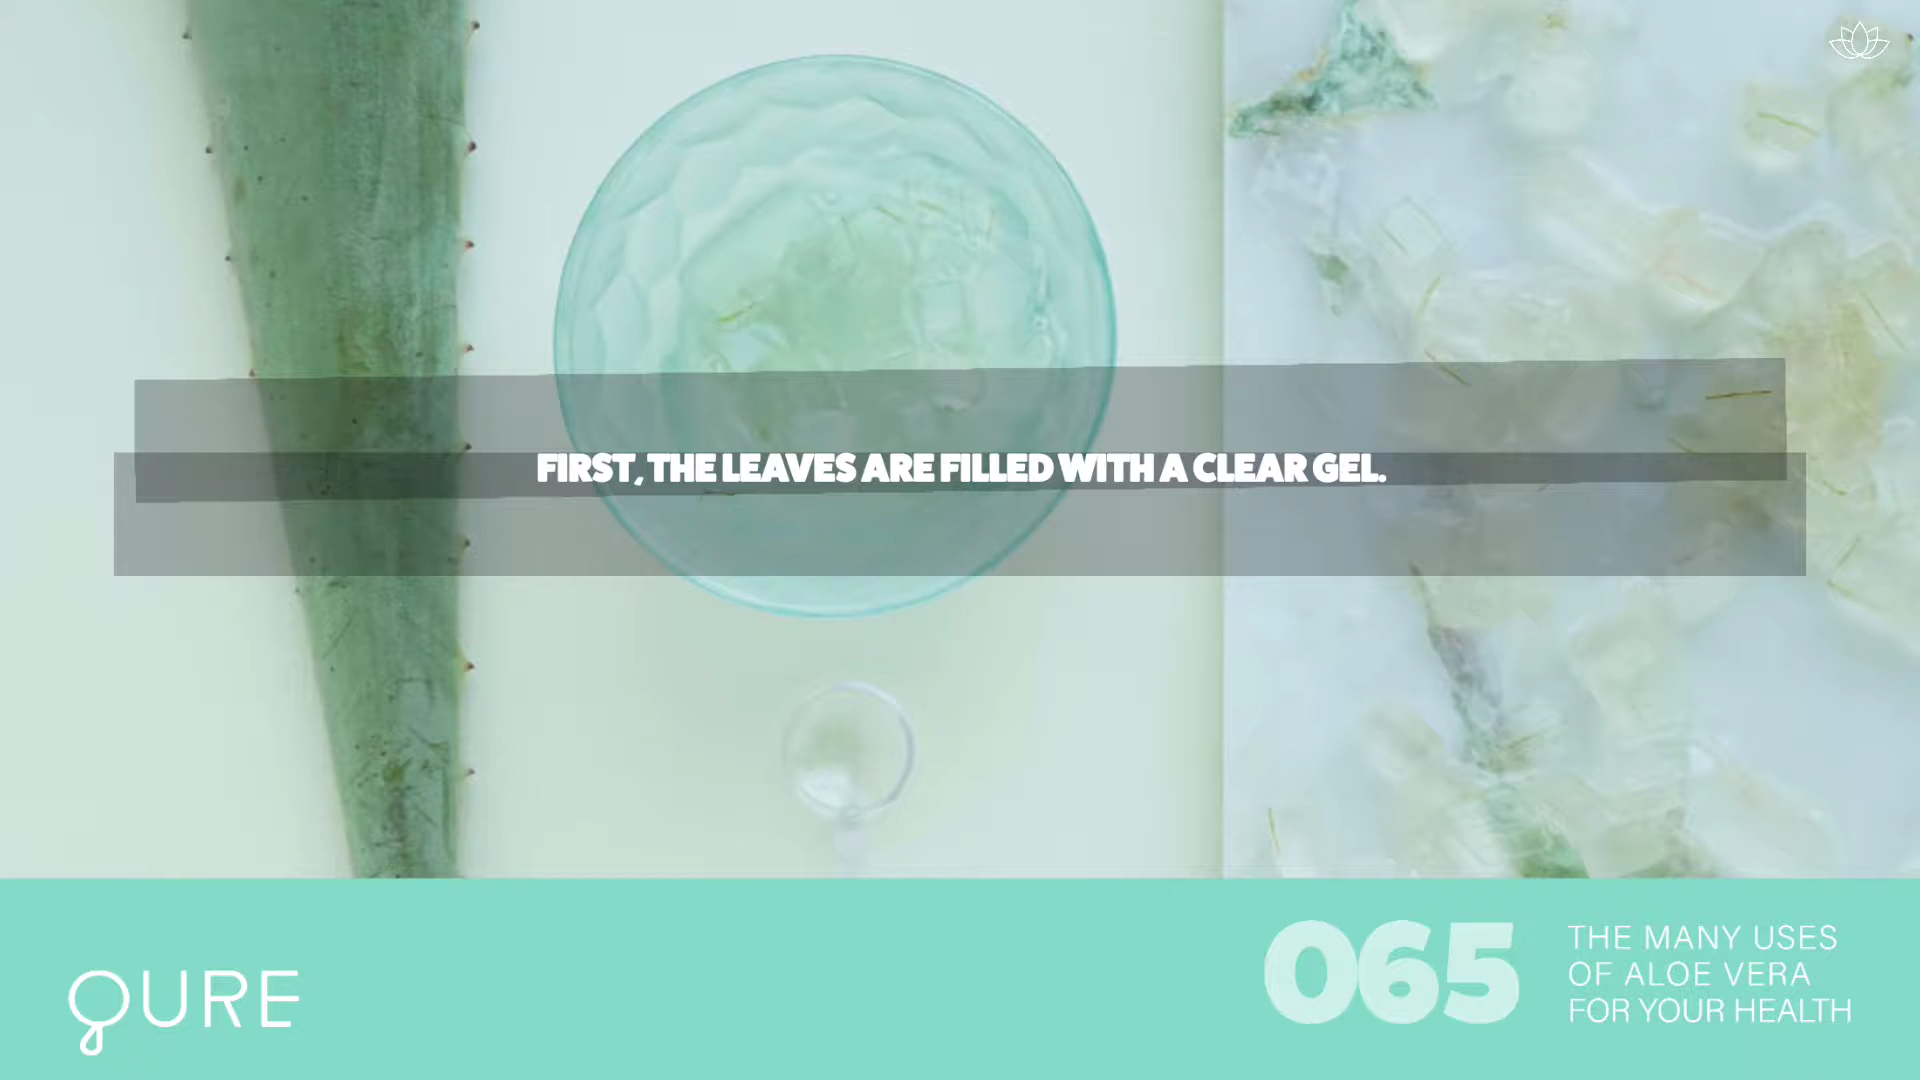 FIRST, THE LEAVES ARE FILLED WITH A CLEAR GEL.
QURE
065
THE MANY USES
OF ALOE VERA
FOR YOUR HEALTH